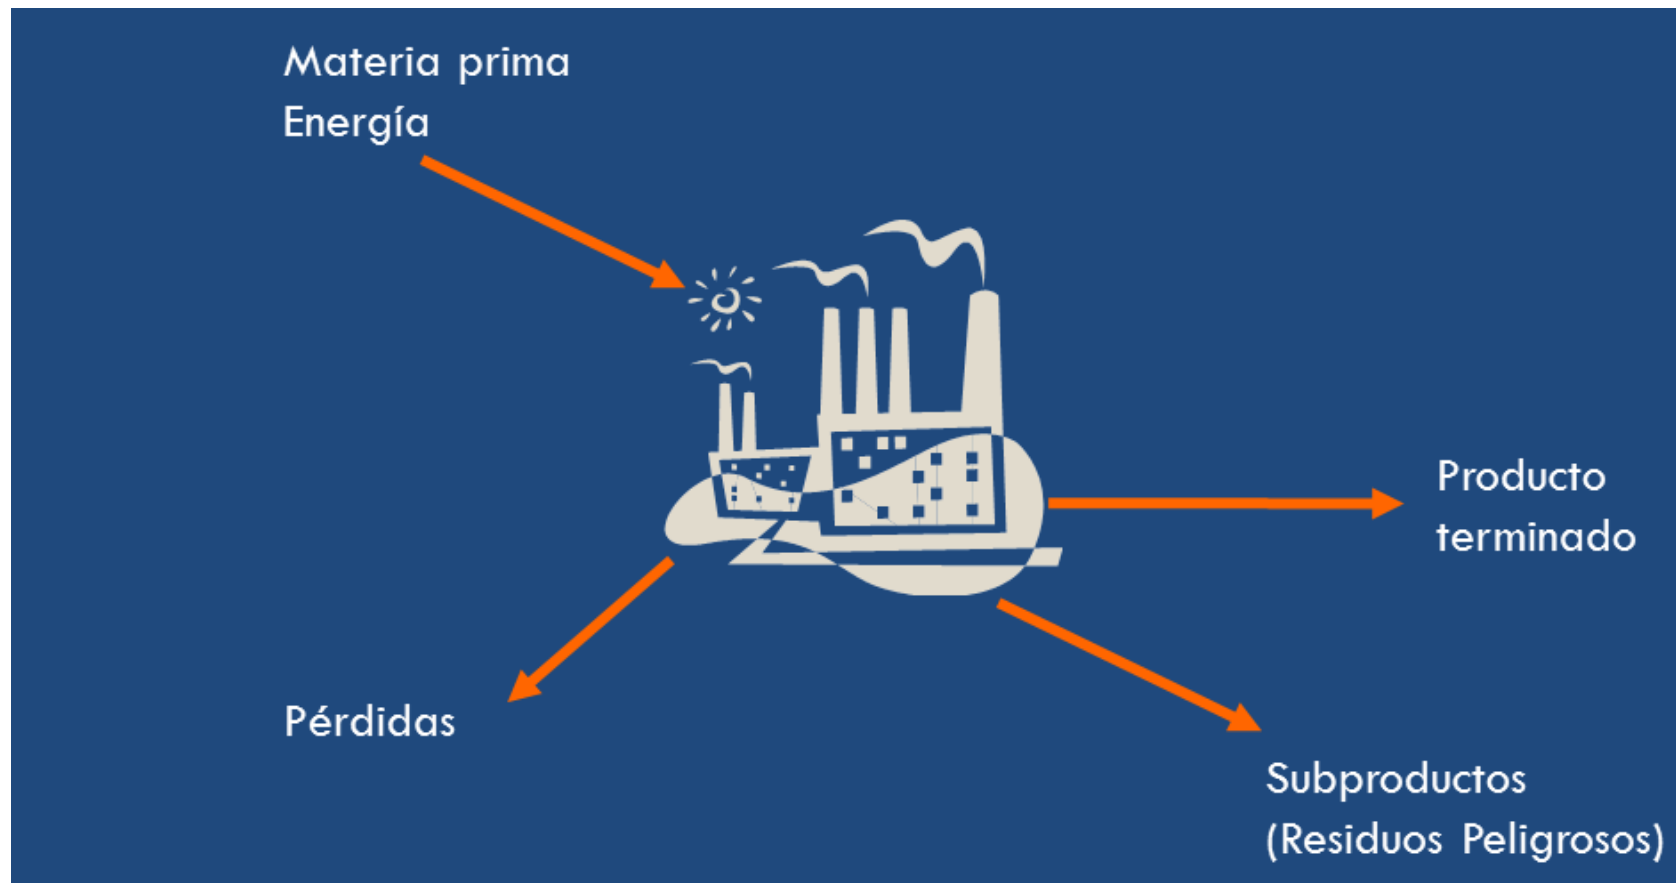 Materia prima
Energía
Producto
terminado
Pérdidas
Subproductos
(Residuos Peligrosos)